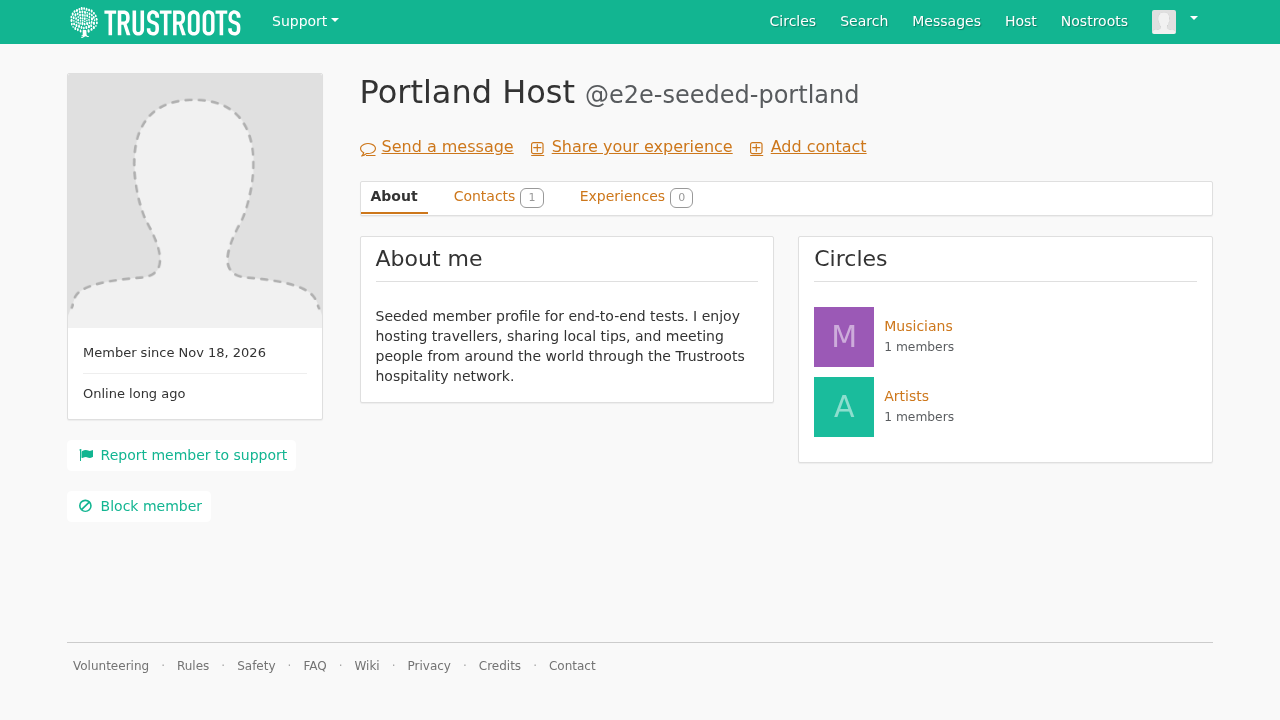 TRUSTROOTS
Support
Circles
Search
Messages
Host
Nostroots
Portland Host @e2e-seeded-portland
Send a message
Share your experience
Add contact
About
Contacts 1
Experiences 0
Member since Nov 18, 2026
Online long ago
Report member to support
Block member
About me
Seeded member profile for end-to-end tests. I enjoy
hosting travellers, sharing local tips, and meeting
people from around the world through the Trustroots
hospitality network.
Circles
M
Musicians
1 members
A
Artists
1 members
Volunteering · Rules · Safety · FAQ · Wiki · Privacy · Credits · Contact